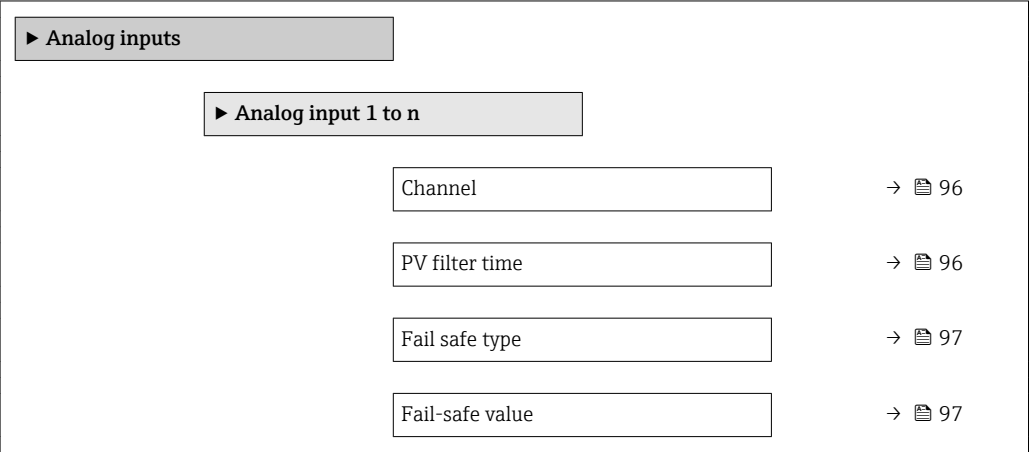 ▶ Analog inputs
▶ Analog input 1 to n
Channel → 96
PV filter time → 96
Fail safe type → 97
Fail-safe value → 97